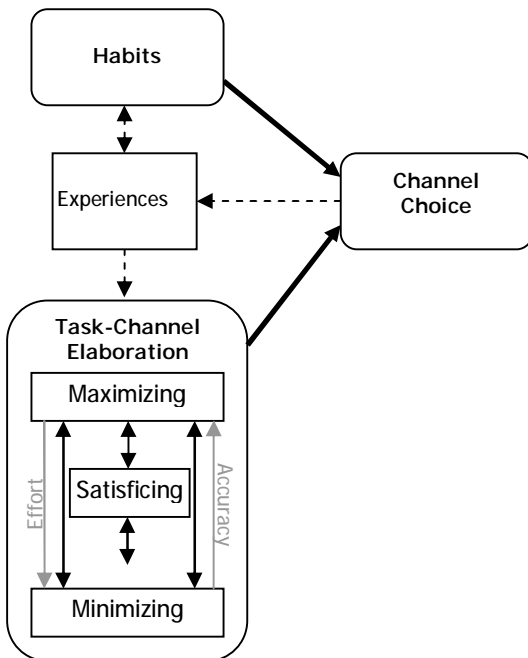 Habits
Experiences
Channel
Choice
Task-Channel
Elaboration
Maximizing
Effort
Satisficing
Accuracy
Minimizing